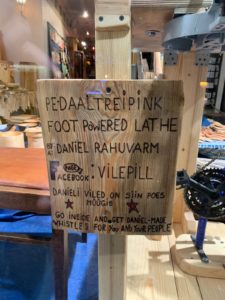 PEDAALTREIPINK
FOOT POWERED LATHE
BY DANIEL RAHUVARM
FACEBOOK: VILEPILL
DANIELI VILED ON SIIN POES
MÜÜGIS
GO INSIDE AND GET DANIEL-MADE
WHISTLE'S FOR YOU AND YOUR PEOPLE